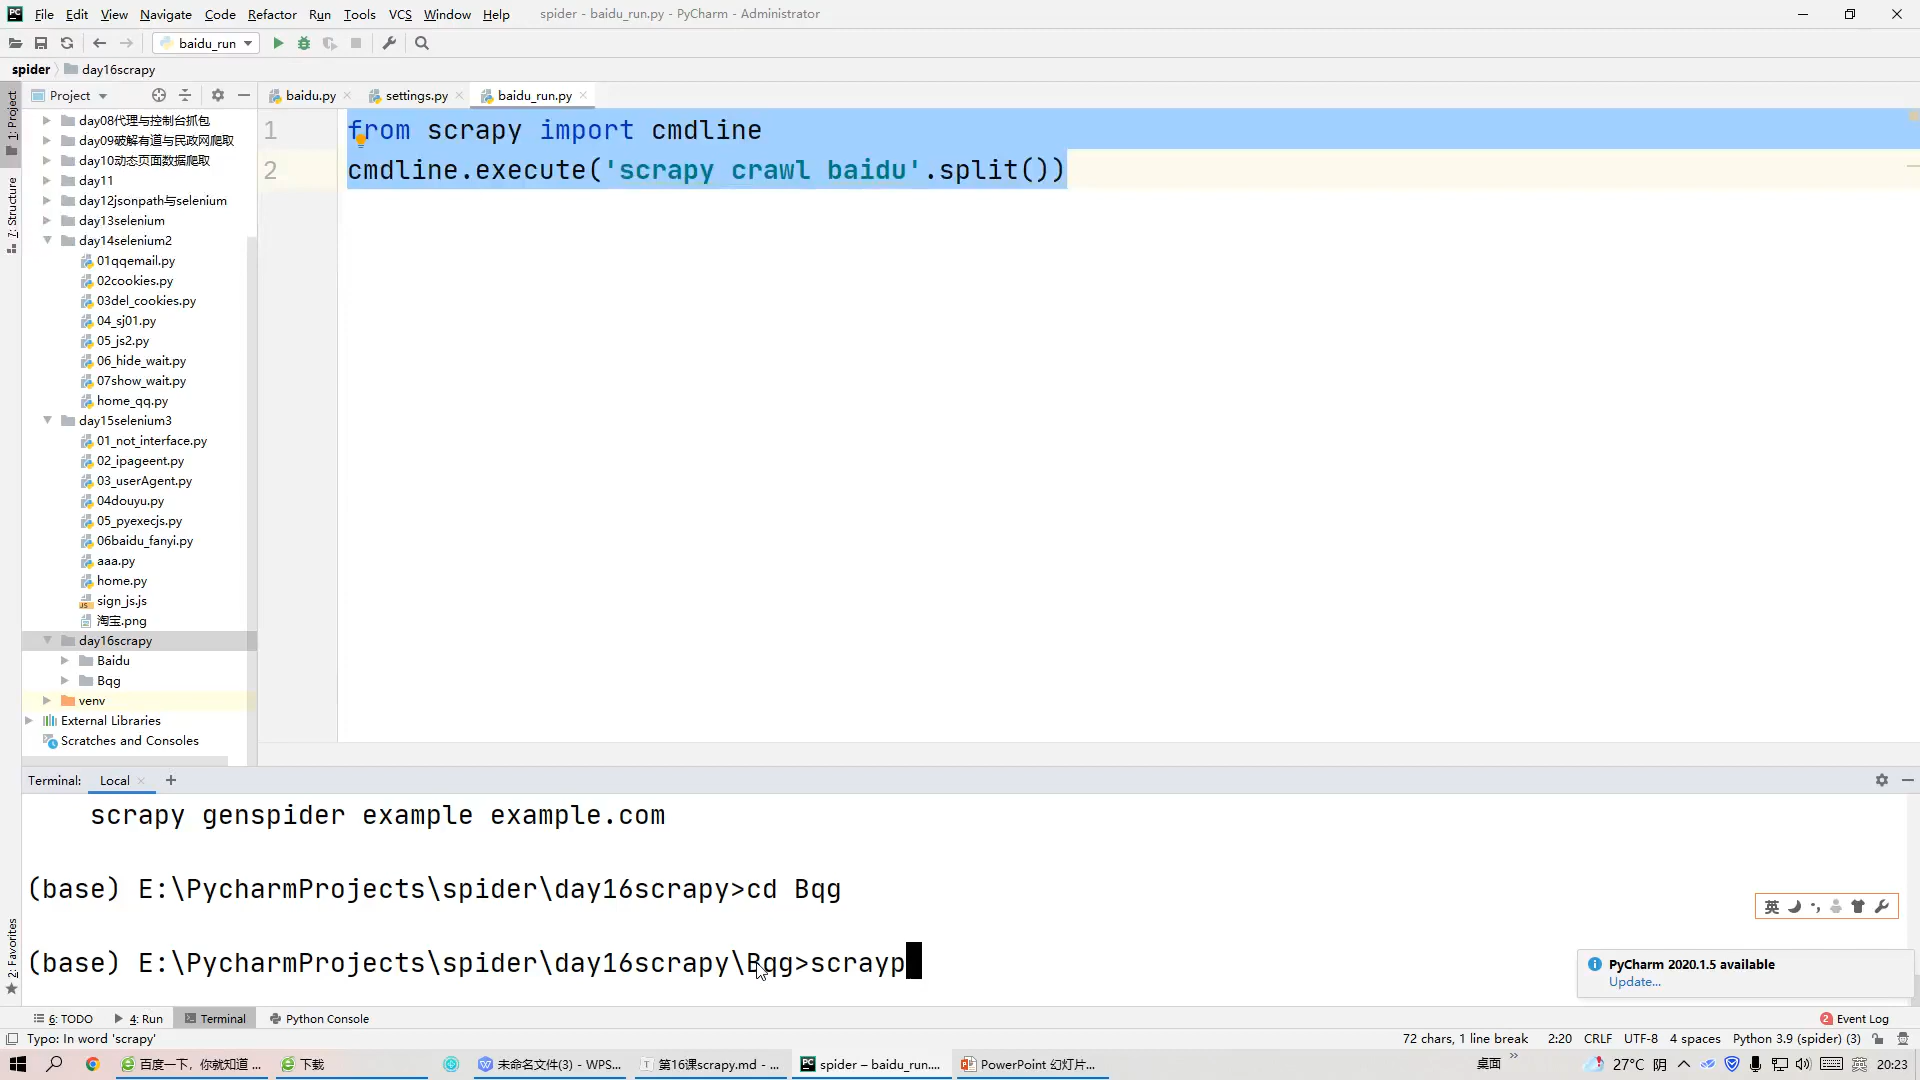 File Edit View Navigate Code Refactor Run Tools VCS Window Help spider - baidu_run.py - PyCharm - Administrator
baidu_run
spider day16scrapy
Project
baidu.py settings.py baidu_run.py
1: Project
7: Structure
2: Favorites
day08代理与控制台抓包
day09破解有道与民政网爬取
day10动态页面数据爬取
day11
day12jsonpath与selenium
day13selenium
day14selenium2
01qqemail.py
02cookies.py
03del_cookies.py
04_sj01.py
05_js2.py
06_hide_wait.py
07show_wait.py
home_qq.py
day15selenium3
01_not_interface.py
02_ipageent.py
03_userAgent.py
04douyu.py
05_pyexecjs.py
06baidu_fanyi.py
aaa.py
home.py
sign_js.js
淘宝.png
day16scrapy
Baidu
Bqg
venv
External Libraries
Scratches and Consoles
1 from scrapy import cmdline
2 cmdline.execute('scrapy crawl baidu'.split())
Terminal: Local
scrapy genspider example example.com
(base) E:\PycharmProjects\spider\day16scrapy>cd Bqg
(base) E:\PycharmProjects\spider\day16scrapy\Bqg>scrayp
英
PyCharm 2020.1.5 available
Update...
6: TODO 4: Run Terminal Python Console 2 Event Log
Typo: In word 'scrapy' 72 chars, 1 line break 2:20 CRLF UTF-8 4 spaces Python 3.9 (spider) (3)
百度一下，你就知道 ... 下载 未命名文件(3) - WPS... 第16课scrapy.md - ... spider – baidu_run.... PowerPoint 幻灯片... 桌面 27°C 阴 英 20:23